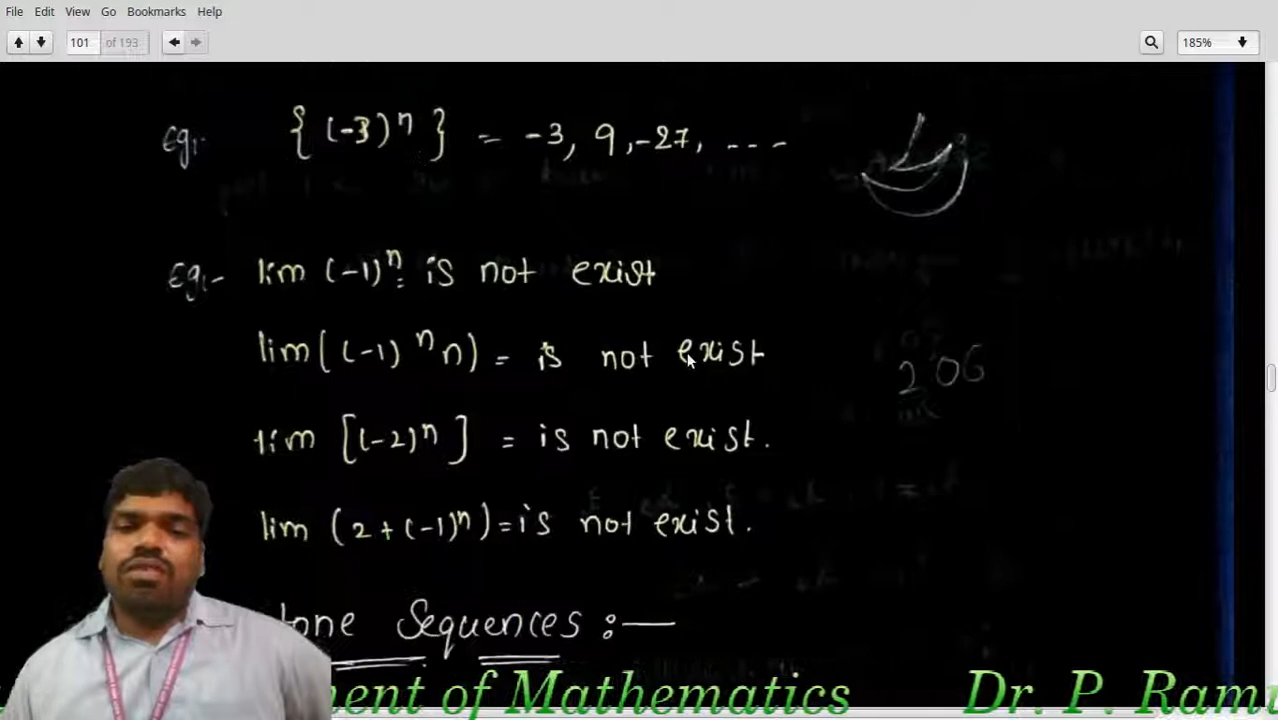 File Edit View Go Bookmarks Help
101 of 193 185%
Eg:- {(-3)ⁿ} = -3, 9, -27, ----
Eg:- lim (-1)ⁿ is not exist
lim((-1)ⁿ n) = is not exist
206
lim [(-2)ⁿ] = is not exist.
lim (2+(-1)ⁿ) = is not exist.
tone Sequences :—
ment of Mathematics Dr. P. Ramu